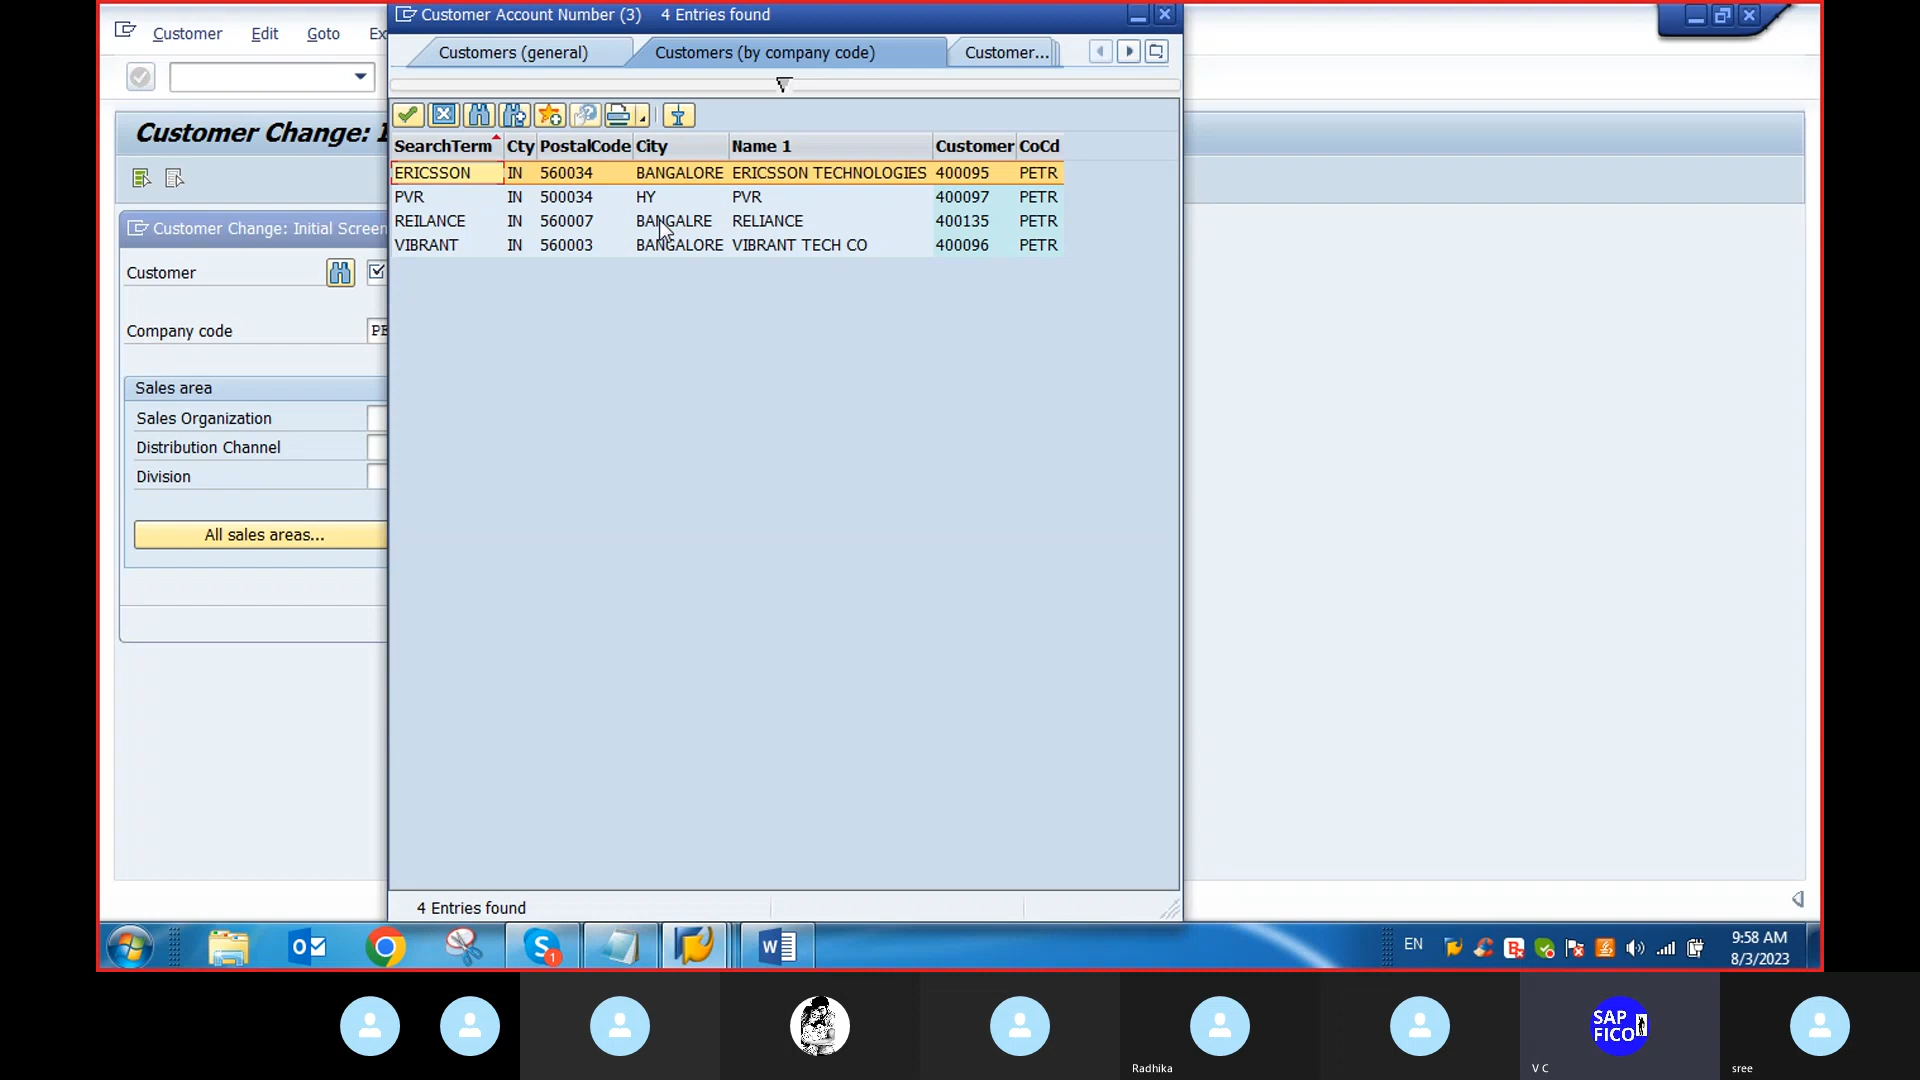 Customer Account Number (3) 4 Entries found
Customer Edit Goto Ex
Customers (general) Customers (by company code) Customer...
Customer Change: I
SearchTerm Cty PostalCode City Name 1 Customer CoCd
ERICSSON IN 560034 BANGALORE ERICSSON TECHNOLOGIES 400095 PETR
PVR IN 500034 HY PVR 400097 PETR
REILANCE IN 560007 BANGALRE RELIANCE 400135 PETR
VIBRANT IN 560003 BANGALORE VIBRANT TECH CO 400096 PETR
Customer Change: Initial Screen
Customer
Company code PE
Sales area
Sales Organization
Distribution Channel
Division
All sales areas...
4 Entries found
EN
9:58 AM
8/3/2023
1
SAP
FICO
Radhika
V C
sree